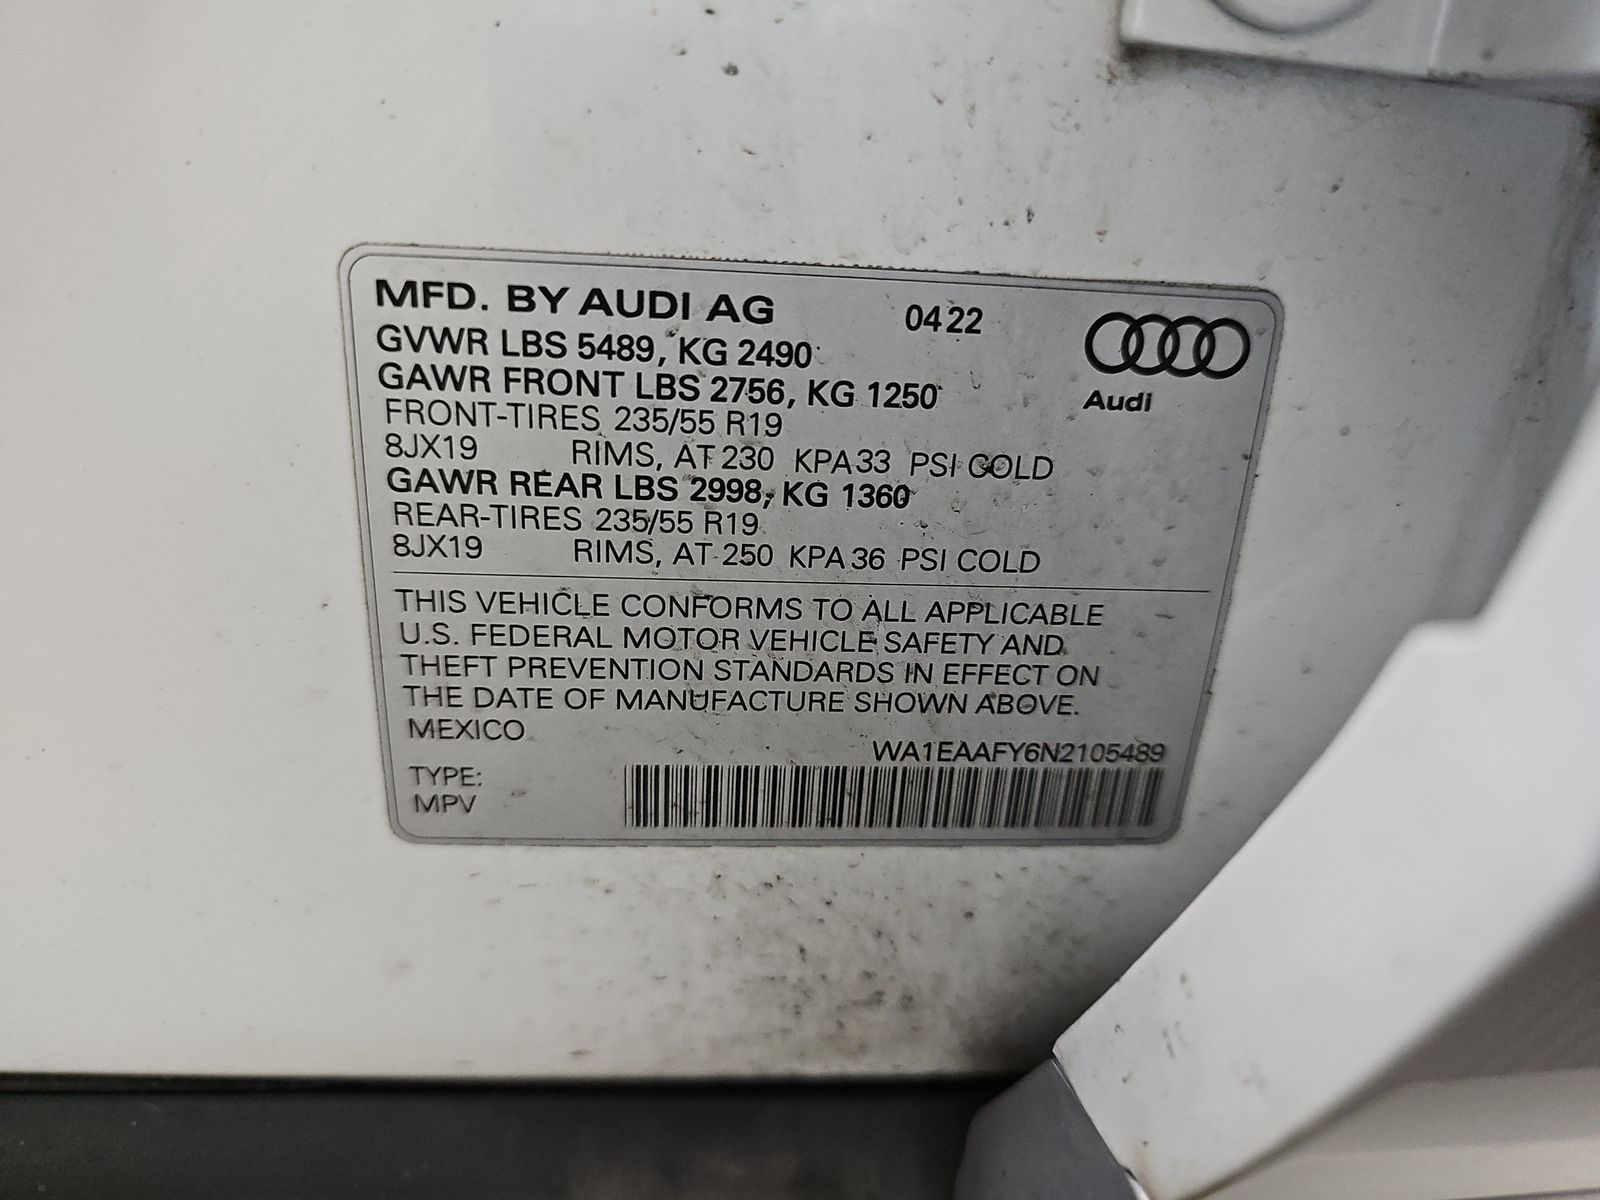 MFD. BY AUDI AG 0422
GVWR LBS 5489, KG 2490
GAWR FRONT LBS 2756, KG 1250
Audi
FRONT-TIRES 235/55 R19
8JX19 RIMS, AT 230 KPA 33 PSI COLD
GAWR REAR LBS 2998, KG 1360
REAR-TIRES 235/55 R19
8JX19 RIMS, AT 250 KPA 36 PSI COLD
THIS VEHICLE CONFORMS TO ALL APPLICABLE
U.S. FEDERAL MOTOR VEHICLE SAFETY AND
THEFT PREVENTION STANDARDS IN EFFECT ON
THE DATE OF MANUFACTURE SHOWN ABOVE.
MEXICO
WA1EAAFY6N2105489
TYPE:
MPV